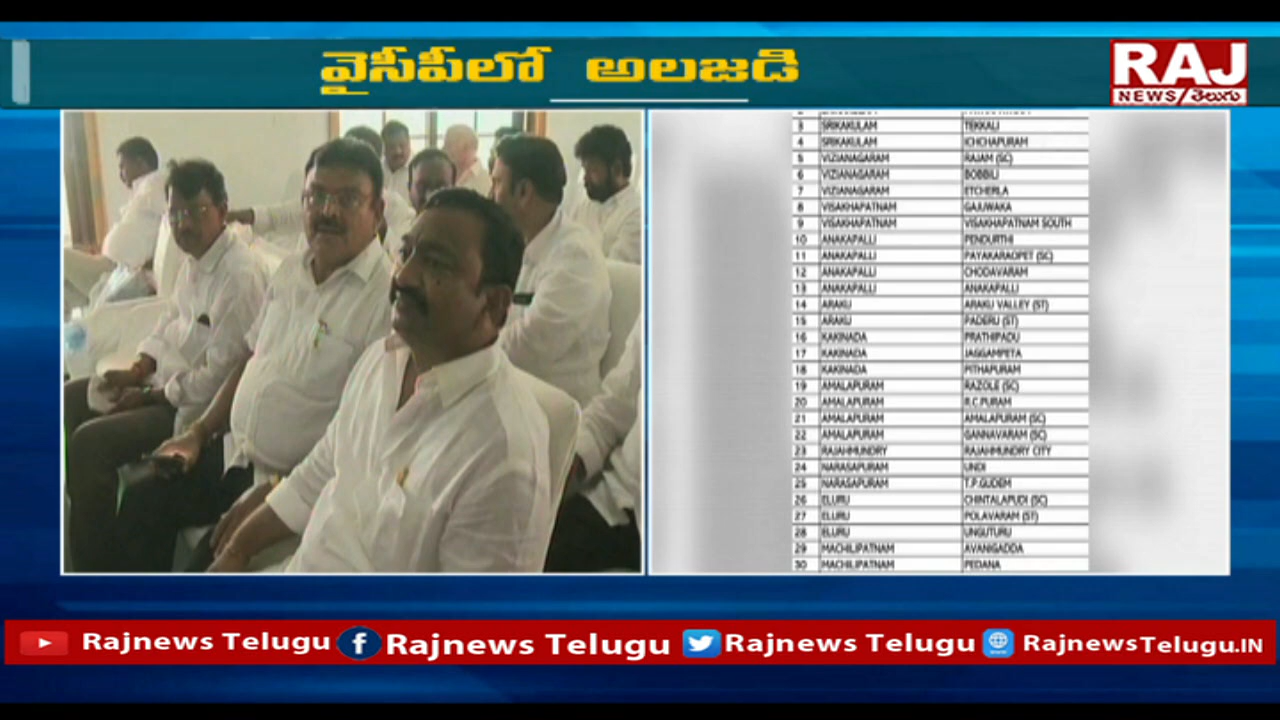 వైసీపీలో అలజడి
RAJ
NEWS తెలుగు
3 SRIKAKULAM TEKKALI
4 SRIKAKULAM ICHCHAPURAM
5 VIZIANAGARAM RAJAM (SC)
6 VIZIANAGARAM BOBBILI
7 VIZIANAGARAM ETCHERLA
8 VISAKHAPATNAM GAJUWAKA
9 VISAKHAPATNAM VISAKHAPATNAM SOUTH
10 ANAKAPALLI PENDURTHI
11 ANAKAPALLI PAYAKARAOPET (SC)
12 ANAKAPALLI CHODAVARAM
13 ANAKAPALLI ANAKAPALLI
14 ARAKU ARAKU VALLEY (ST)
15 ARAKU PADERU (ST)
16 KAKINADA PRATHIPADU
17 KAKINADA JAGGAMPETA
18 KAKINADA PITHAPURAM
19 AMALAPURAM RAZOLE (SC)
20 AMALAPURAM R.C.PURAM
21 AMALAPURAM AMALAPURAM (SC)
22 AMALAPURAM GANNAVARAM (SC)
23 RAJAHMUNDRY RAJAHMUNDRY CITY
24 NARASAPURAM UNDI
25 NARASAPURAM T.P.GUDEM
26 ELURU CHINTALAPUDI (SC)
27 ELURU POLAVARAM (ST)
28 ELURU UNGUTURU
29 MACHILIPATNAM AVANIGADDA
30 MACHILIPATNAM PEDANA
Rajnews Telugu Rajnews Telugu Rajnews Telugu RajnewsTelugu.IN